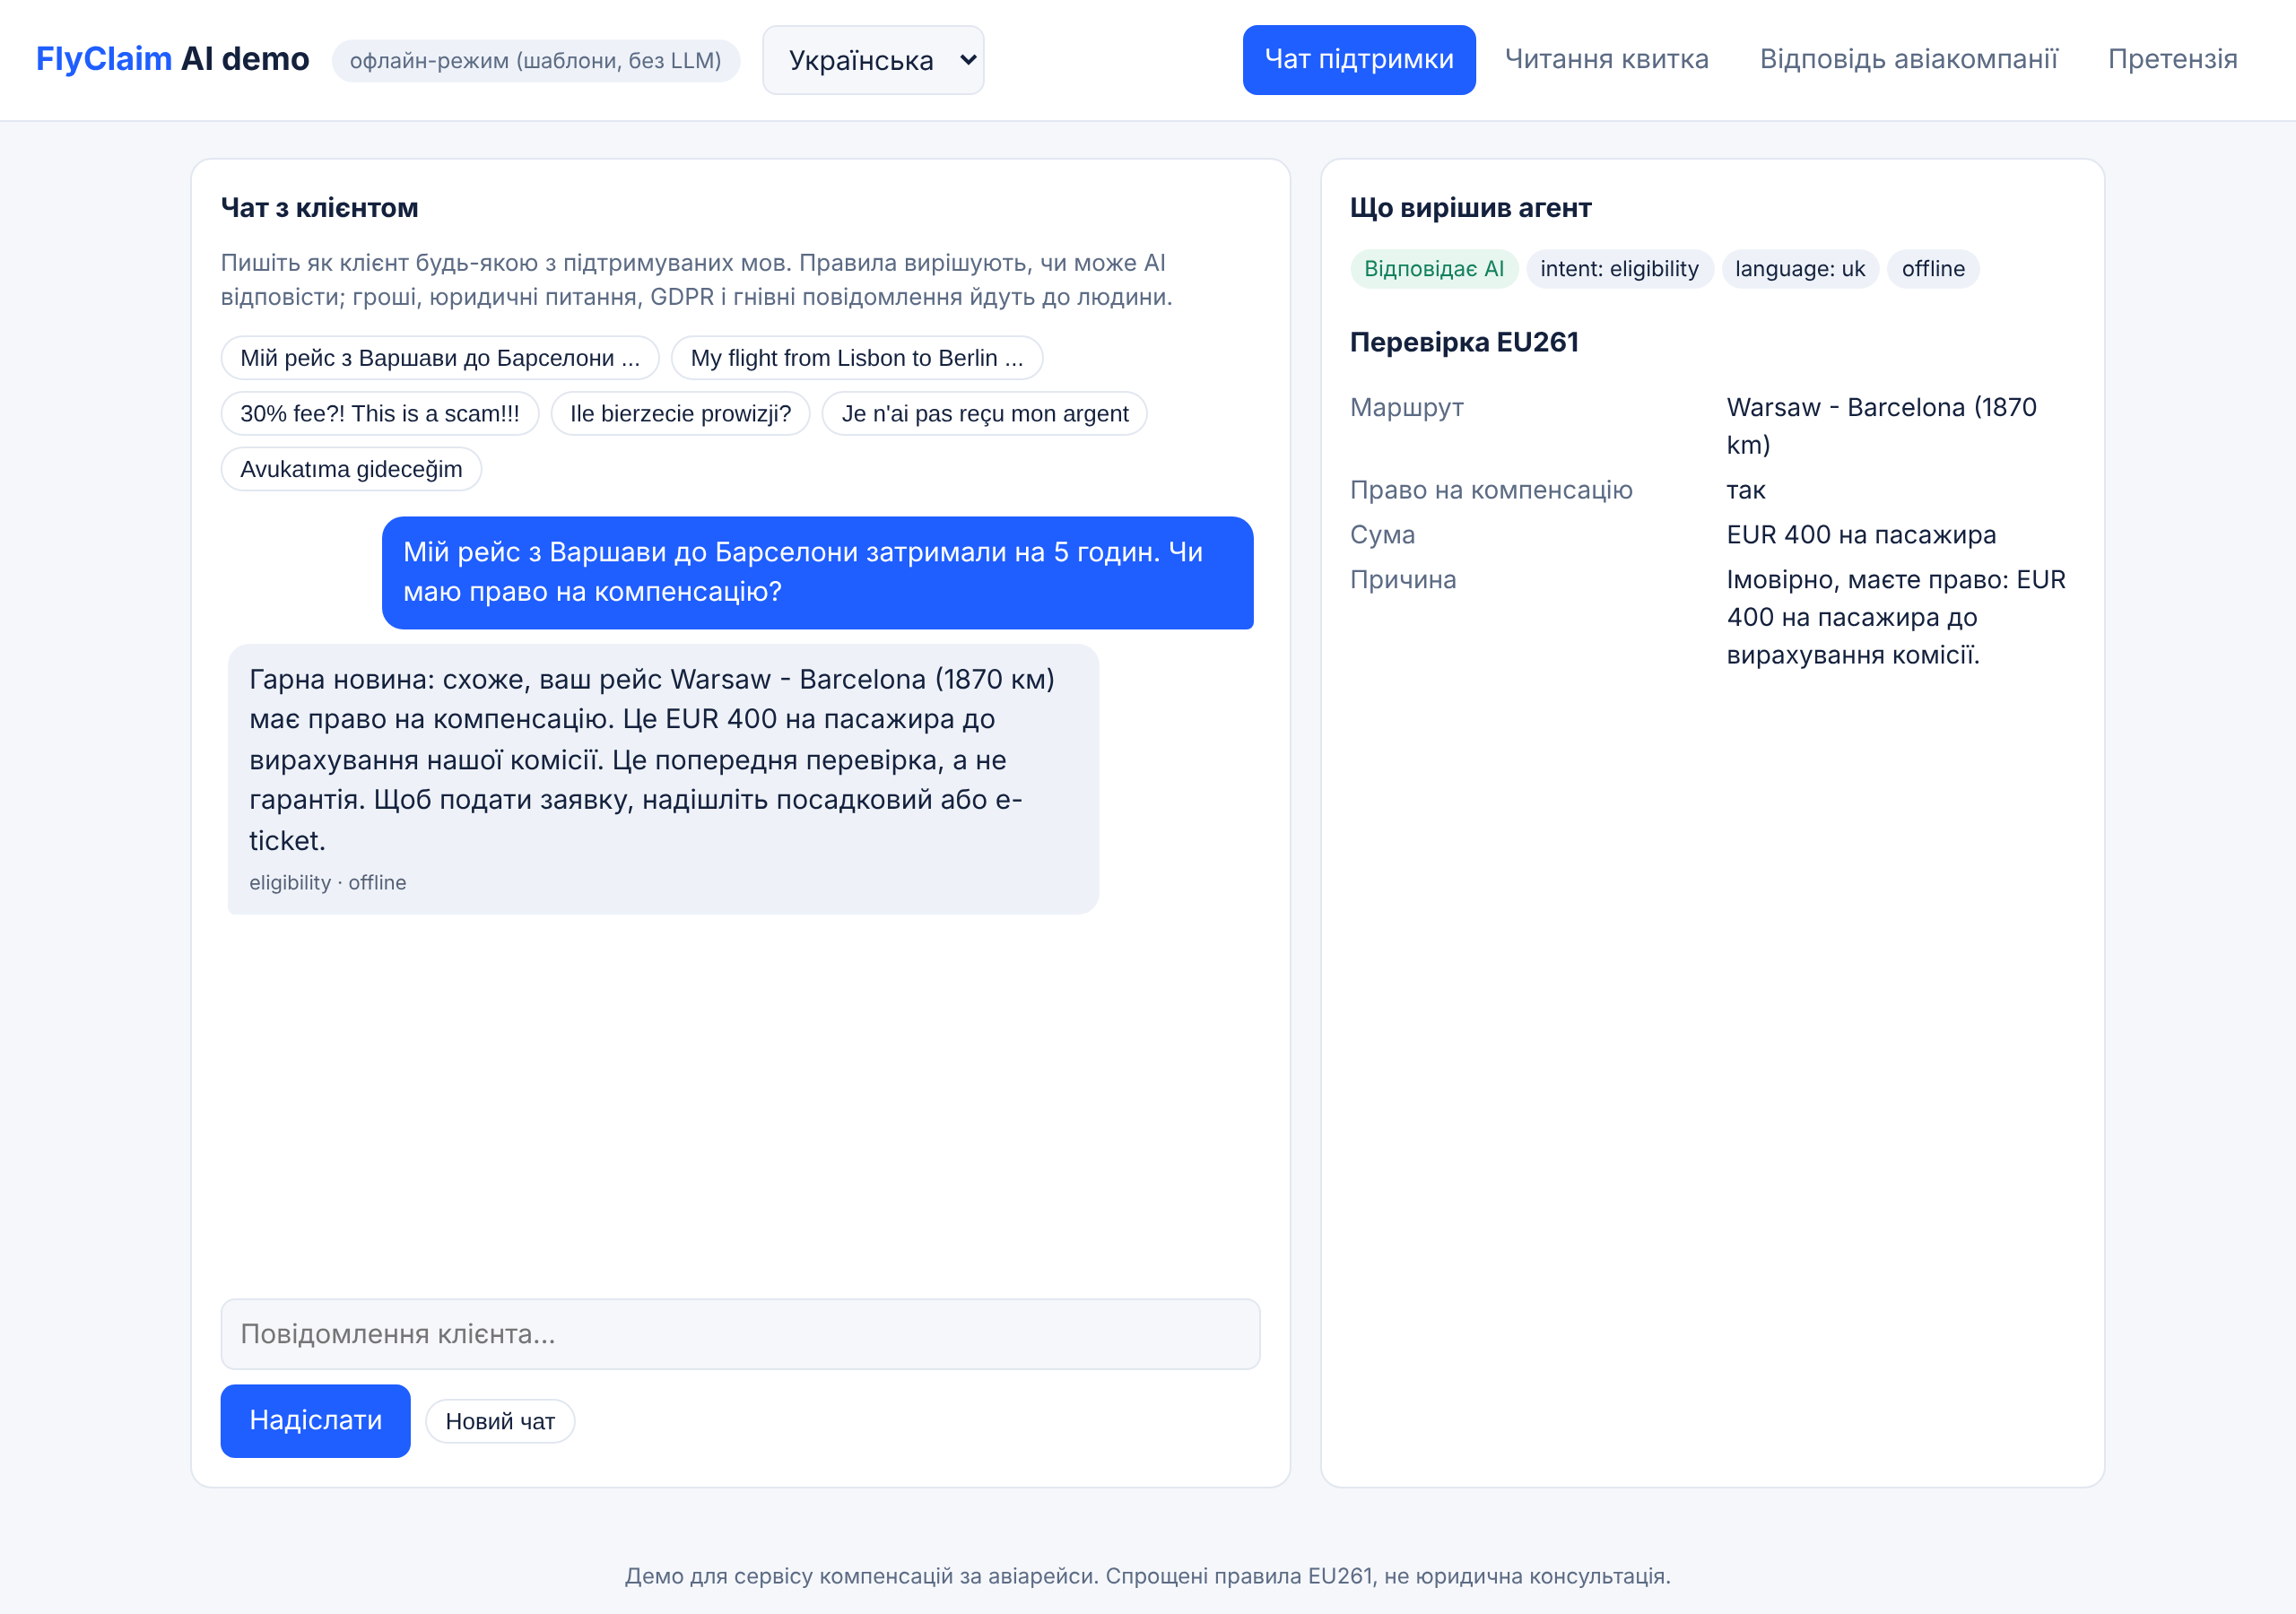 FlyClaim AI demo
офлайн-режим (шаблони, без LLM)
Українська
Чат підтримки
Читання квитка
Відповідь авіакомпанії
Претензія
Чат з клієнтом
Пишіть як клієнт будь-якою з підтримуваних мов. Правила вирішують, чи може AI
відповісти; гроші, юридичні питання, GDPR і гнівні повідомлення йдуть до людини.
Мій рейс з Варшави до Барселони ...
My flight from Lisbon to Berlin ...
30% fee?! This is a scam!!!
Ile bierzecie prowizji?
Je n'ai pas reçu mon argent
Avukatıma gideceğim
Мій рейс з Варшави до Барселони затримали на 5 годин. Чи
маю право на компенсацію?
Гарна новина: схоже, ваш рейс Warsaw - Barcelona (1870 км)
має право на компенсацію. Це EUR 400 на пасажира до
вирахування нашої комісії. Це попередня перевірка, а не
гарантія. Щоб подати заявку, надішліть посадковий або e-
ticket.
eligibility · offline
Повідомлення клієнта...
Надіслати
Новий чат
Що вирішив агент
Відповідає AI
intent: eligibility
language: uk
offline
Перевірка EU261
Маршрут
Warsaw - Barcelona (1870
km)
Право на компенсацію
так
Сума
EUR 400 на пасажира
Причина
Імовірно, маєте право: EUR
400 на пасажира до
вирахування комісії.
Демо для сервісу компенсацій за авіарейси. Спрощені правила EU261, не юридична консультація.